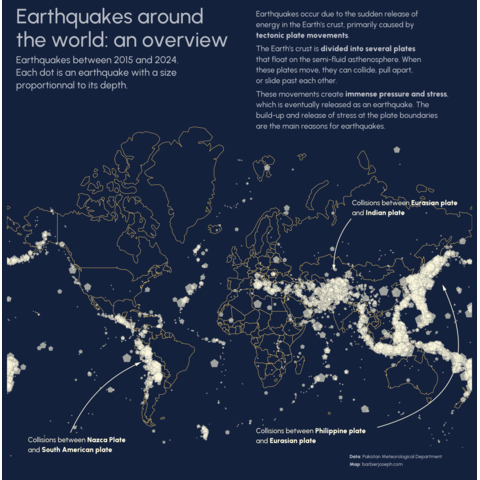 Earthquakes around
the world: an overview
Earthquakes between 2015 and 2024.
Each dot is an earthquake with a size
proportionnal to its depth.
Earthquakes occur due to the sudden release of
energy in the Earth's crust, primarily caused by
tectonic plate movements.
The Earth's crust is divided into several plates
that float on the semi-fluid asthenosphere. When
these plates move, they can collide, pull apart,
or slide past each other.
These movements create immense pressure and stress,
which is eventually released as an earthquake. The
build-up and release of stress at the plate boundaries
are the main reasons for earthquakes.
Collisions between Eurasian plate
and Indian plate
Collisions between Nazca Plate
and South American plate
Collisions between Philippine plate
and Eurasian plate
Data: Pakistan Meteorological Department
Map: barbierjoseph.com